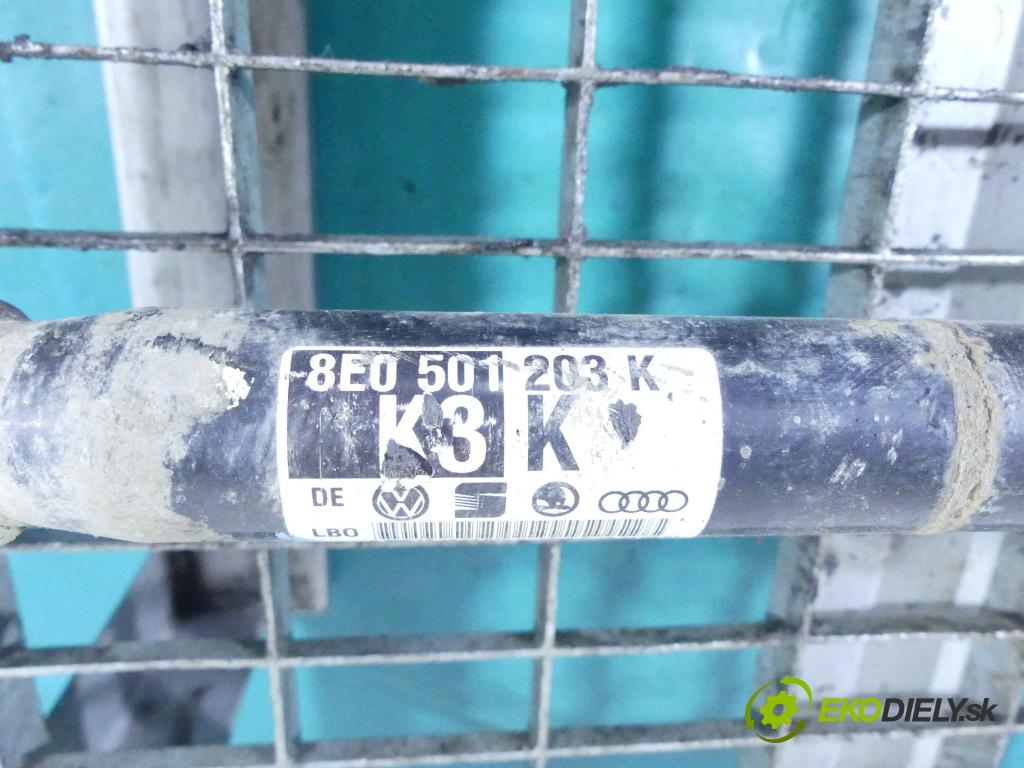 8E0 501 203 K
K3 K
DE
LBO
EKODIELY.sk